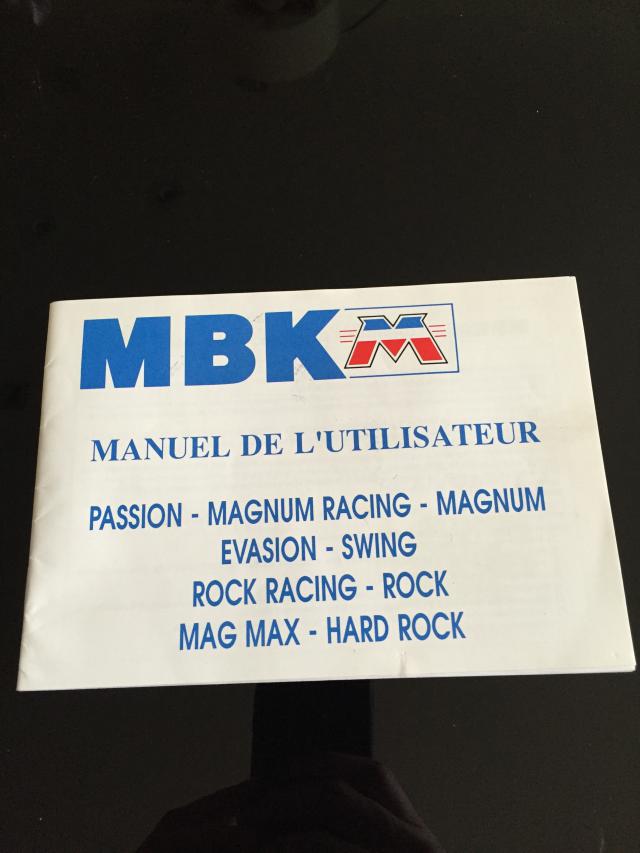 MBK M
MANUEL DE L'UTILISATEUR
PASSION - MAGNUM RACING - MAGNUM
EVASION - SWING
ROCK RACING - ROCK
MAG MAX - HARD ROCK